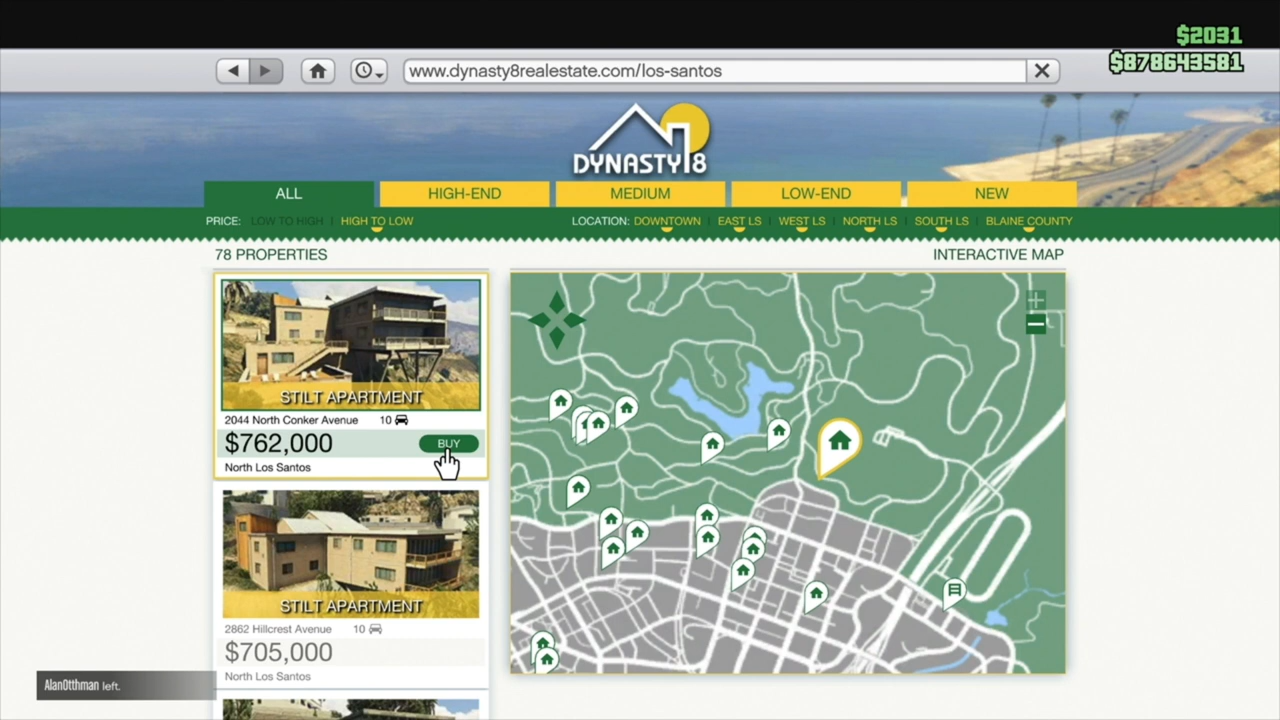 $2031
$878643581
www.dynasty8realestate.com/los-santos
DYNASTY 8
ALL
HIGH-END
MEDIUM
LOW-END
NEW
PRICE: LOW TO HIGH | HIGH TO LOW
LOCATION: DOWNTOWN | EAST LS | WEST LS | NORTH LS | SOUTH LS | BLAINE COUNTY
78 PROPERTIES
INTERACTIVE MAP
STILT APARTMENT
2044 North Conker Avenue 10
$762,000
BUY
North Los Santos
STILT APARTMENT
2862 Hillcrest Avenue 10
$705,000
North Los Santos
AlanOtthman left.